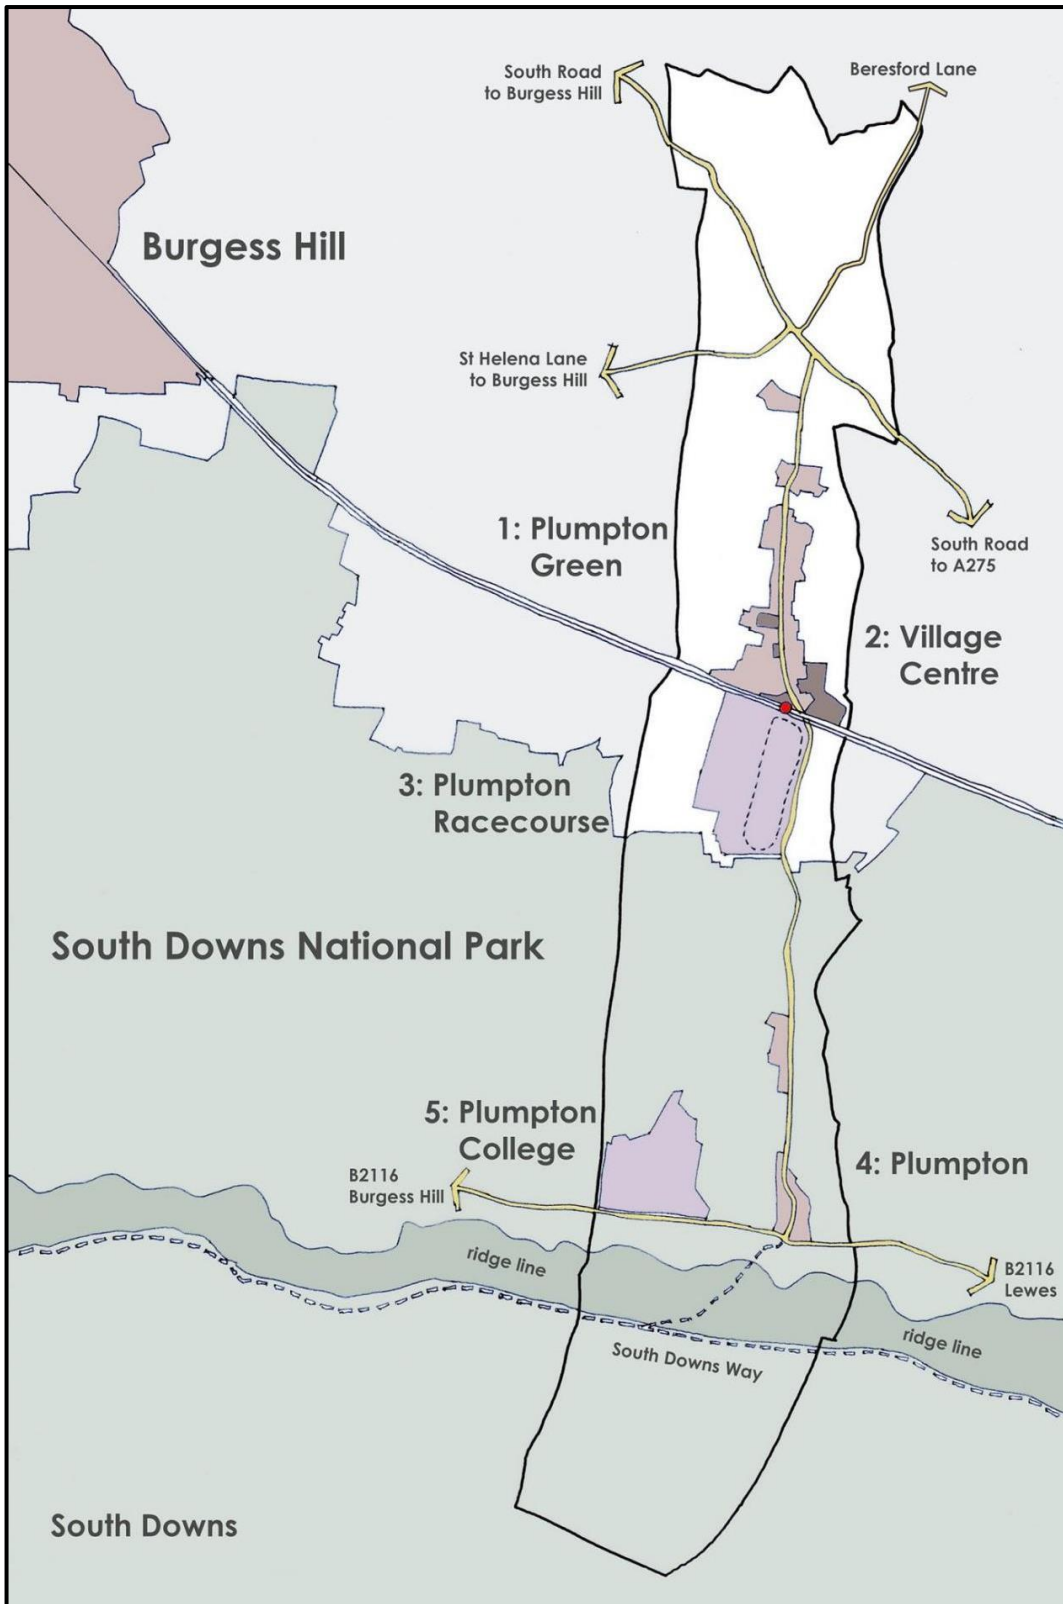 South Road
to Burgess Hill
Beresford Lane
Burgess Hill
St Helena Lane
to Burgess Hill
1: Plumpton
Green
South Road
to A275
2: Village
Centre
3: Plumpton
Racecourse
South Downs National Park
5: Plumpton
College
4: Plumpton
B2116
Burgess Hill
ridge line
B2116
Lewes
ridge line
South Downs Way
South Downs